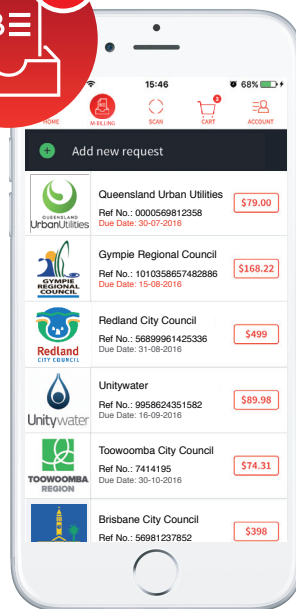 15:46
68%
HOME
M-BILLING
SCAN
3
CART
ACCOUNT
Add new request
QUEENSLAND
UrbanUtilities
Queensland Urban Utilities
Ref No.: 0000569812358
Due Date: 30-07-2016
$79.00
GYMPIE
REGIONAL
COUNCIL
Gympie Regional Council
Ref No.: 1010358657482886
Due Date: 15-08-2016
$168.22
Redland
CITY COUNCIL
Redland City Council
Ref No.: 56899961425336
Due Date: 31-08-2016
$499
Unitywater
Unitywater
Ref No.: 9958624351582
Due Date: 16-09-2016
$89.98
TOOWOOMBA
REGION
Toowoomba City Council
Ref No.: 7414195
Due Date: 30-10-2016
$74.31
Brisbane City Council
Ref No.: 56981237852
$398